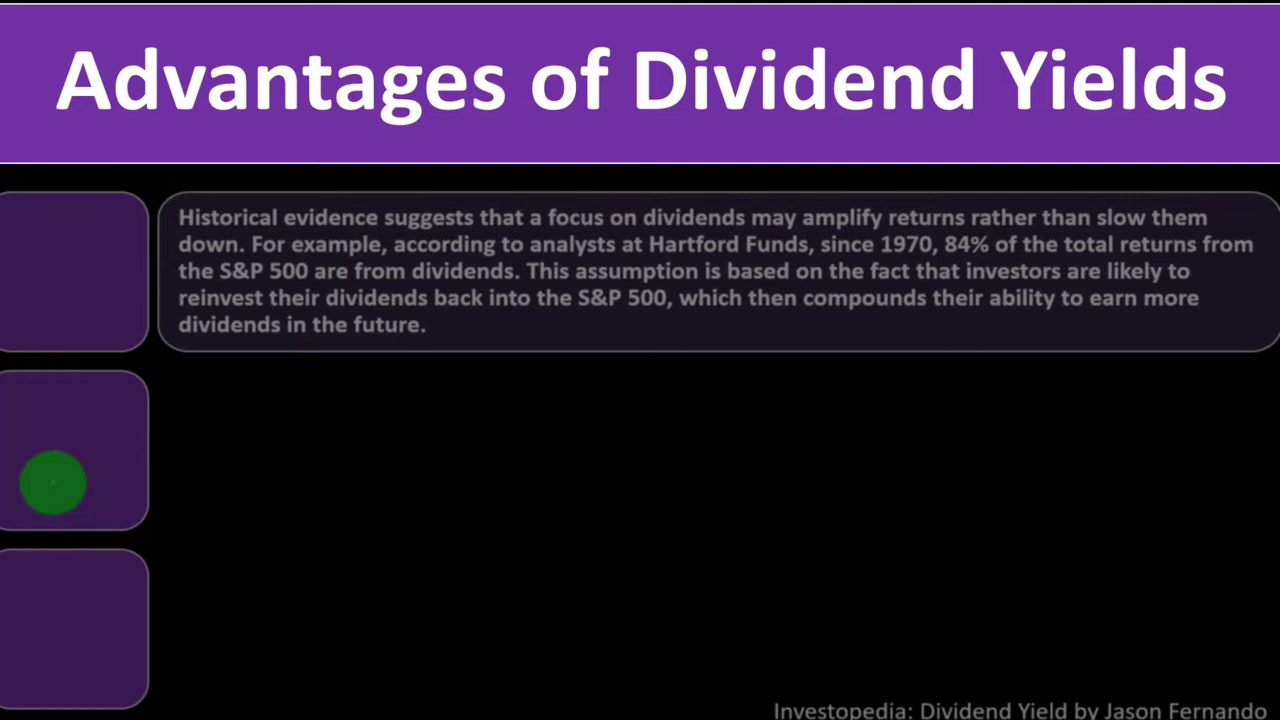 Advantages of Dividend Yields
Historical evidence suggests that a focus on dividends may amplify returns rather than slow them
down. For example, according to analysts at Hartford Funds, since 1970, 84% of the total returns from
the S&P 500 are from dividends. This assumption is based on the fact that investors are likely to
reinvest their dividends back into the S&P 500, which then compounds their ability to earn more
dividends in the future.
Investopedia: Dividend Yield by Jason Fernando